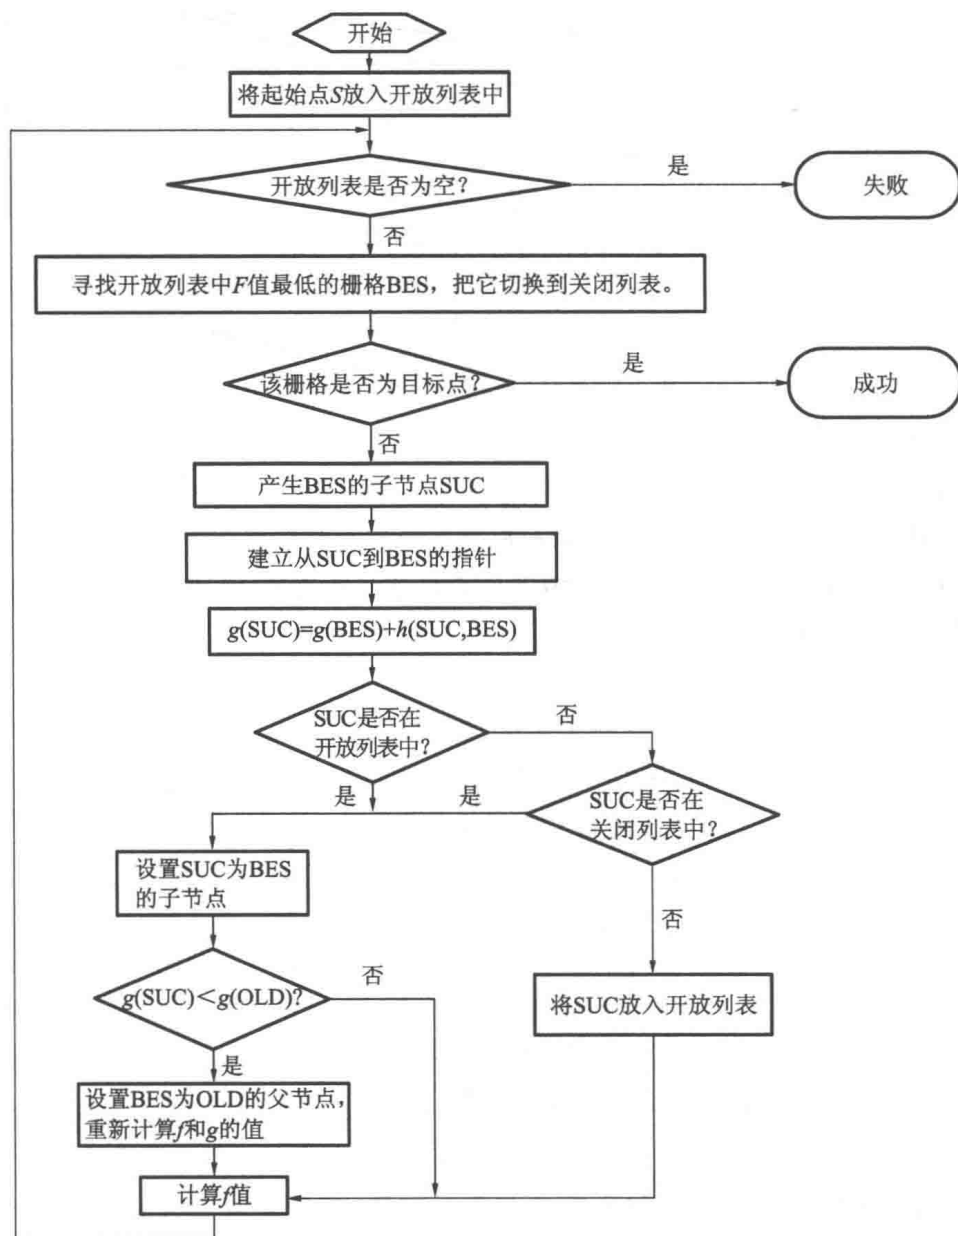 开始
将起始点S放入开放列表中
开放列表是否为空?
是
失败
否
寻找开放列表中F值最低的栅格BES，把它切换到关闭列表。
该栅格是否为目标点?
是
成功
否
产生BES的子节点SUC
建立从SUC到BES的指针
g(SUC)=g(BES)+h(SUC,BES)
SUC是否在
开放列表中?
否
是
是
SUC是否在
关闭列表中?
设置SUC为BES
的子节点
否
g(SUC)＜g(OLD)?
否
将SUC放入开放列表
是
设置BES为OLD的父节点，
重新计算f和g的值
计算f值